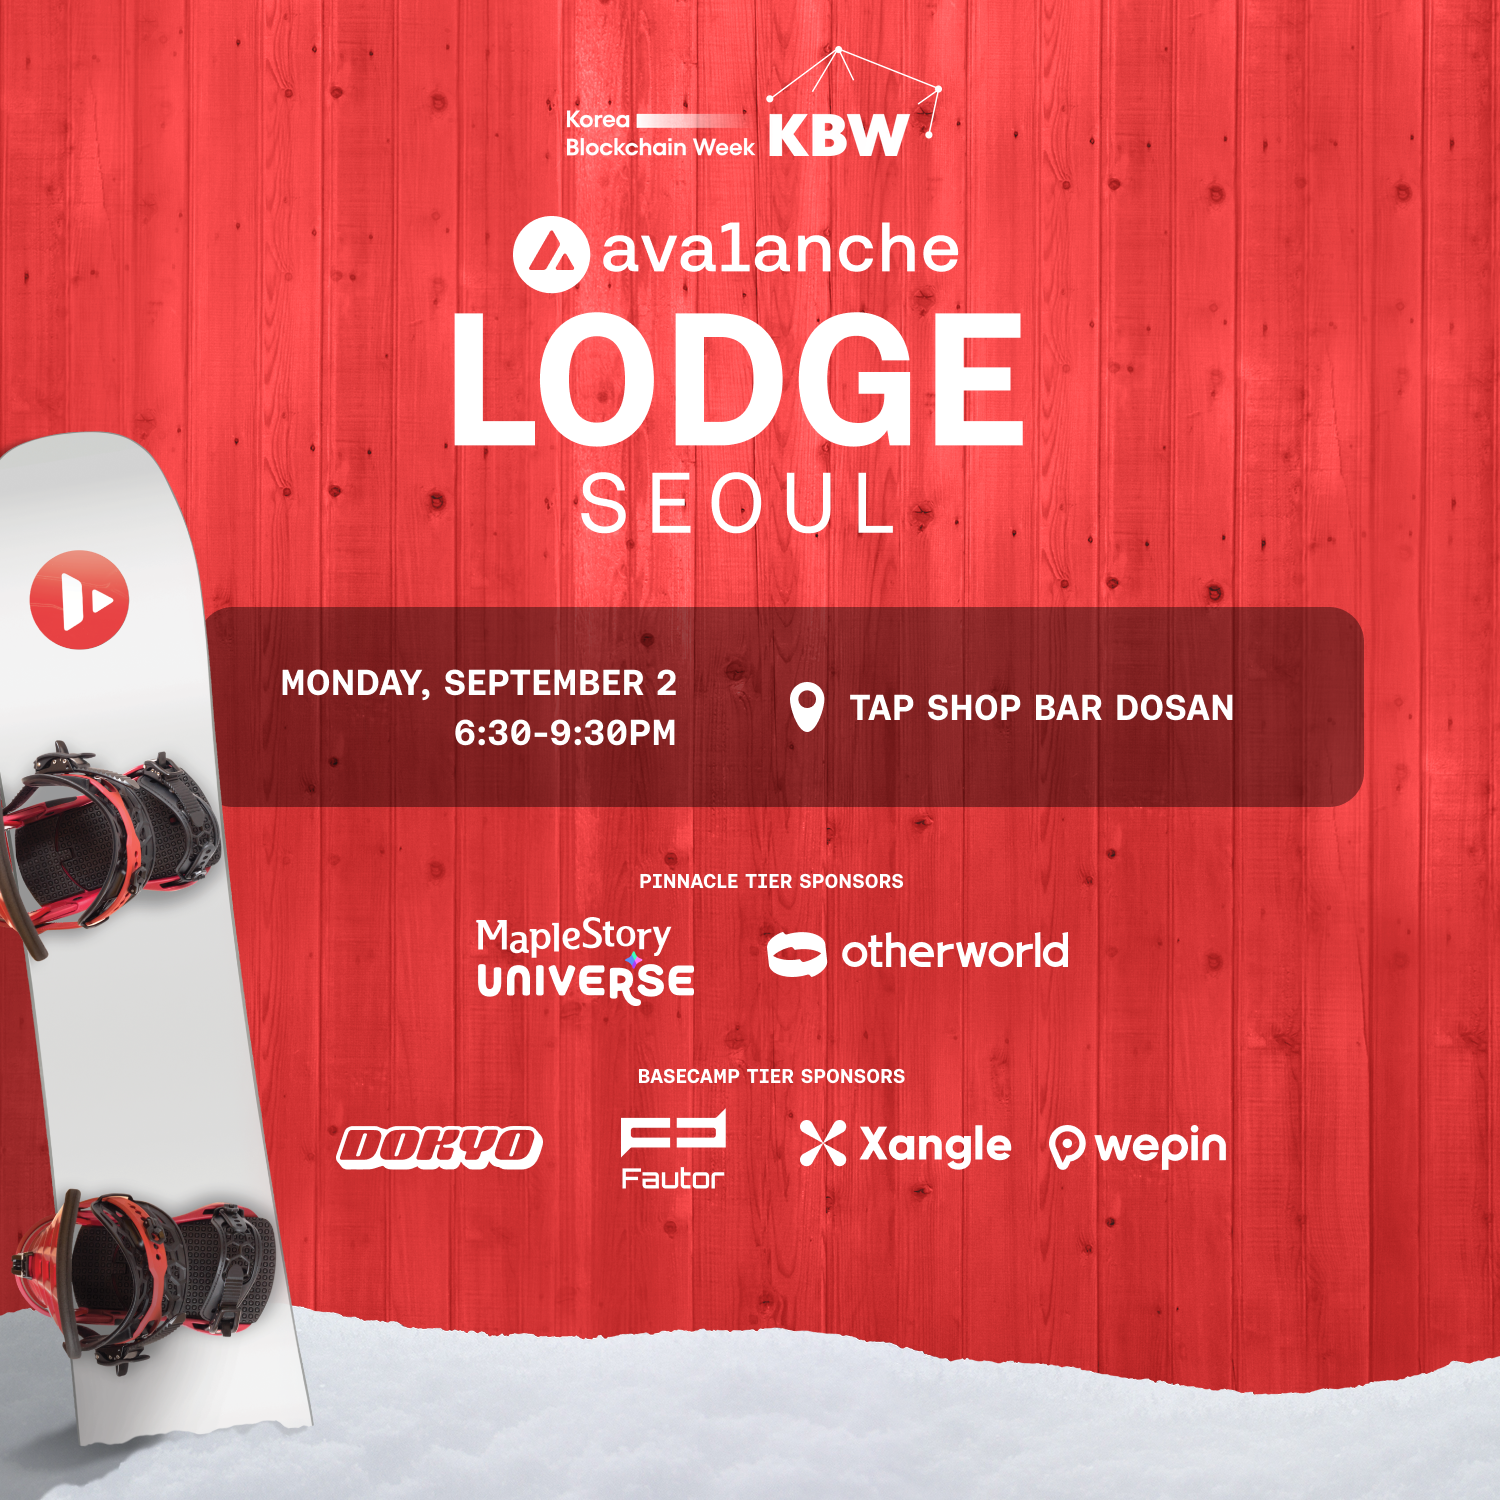 Korea
Blockchain Week
KBW
ava1anche
LODGE
SEOUL
MONDAY, SEPTEMBER 2
6:30-9:30PM
TAP SHOP BAR DOSAN
PINNACLE TIER SPONSORS
MapleStory
UNIVERSE
otherworld
BASECAMP TIER SPONSORS
DOKYO
Fautor
Xangle
wepin